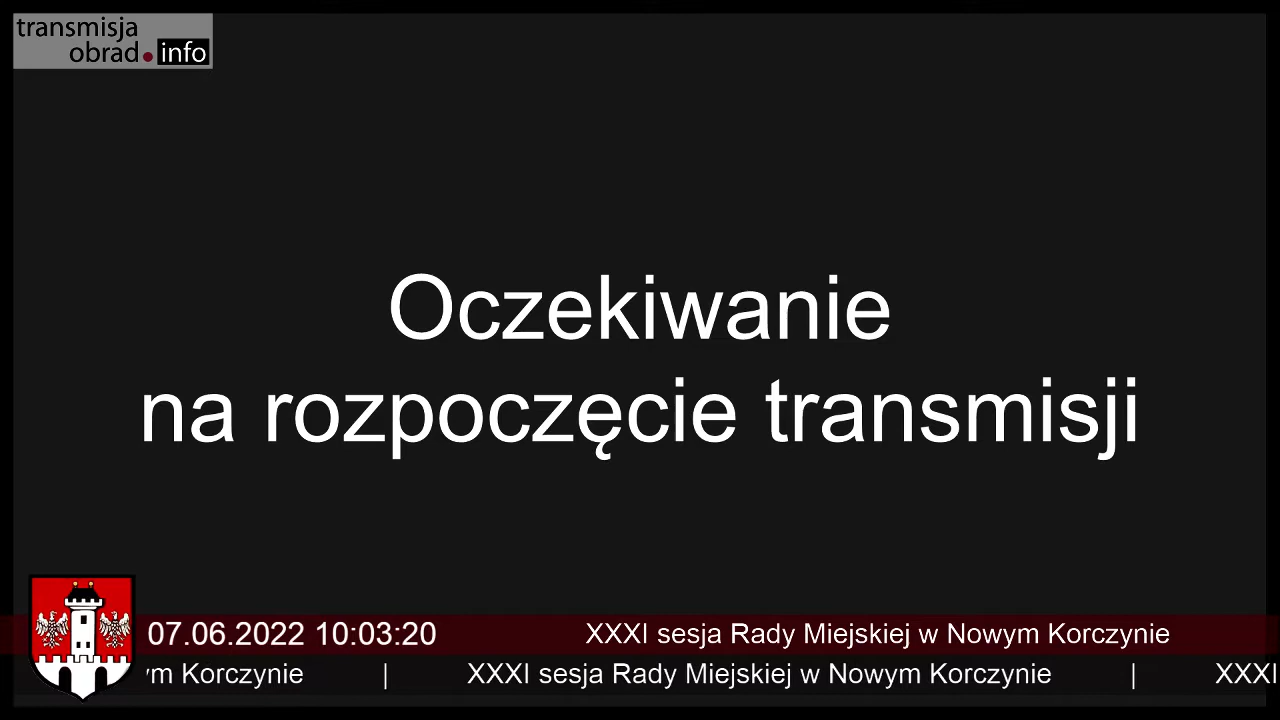 transmisja
obrad.info
Oczekiwanie
na rozpoczęcie transmisji
07.06.2022 10:03:20 XXXI sesja Rady Miejskiej w Nowym Korczynie
ym Korczynie | XXXI sesja Rady Miejskiej w Nowym Korczynie | XXXI